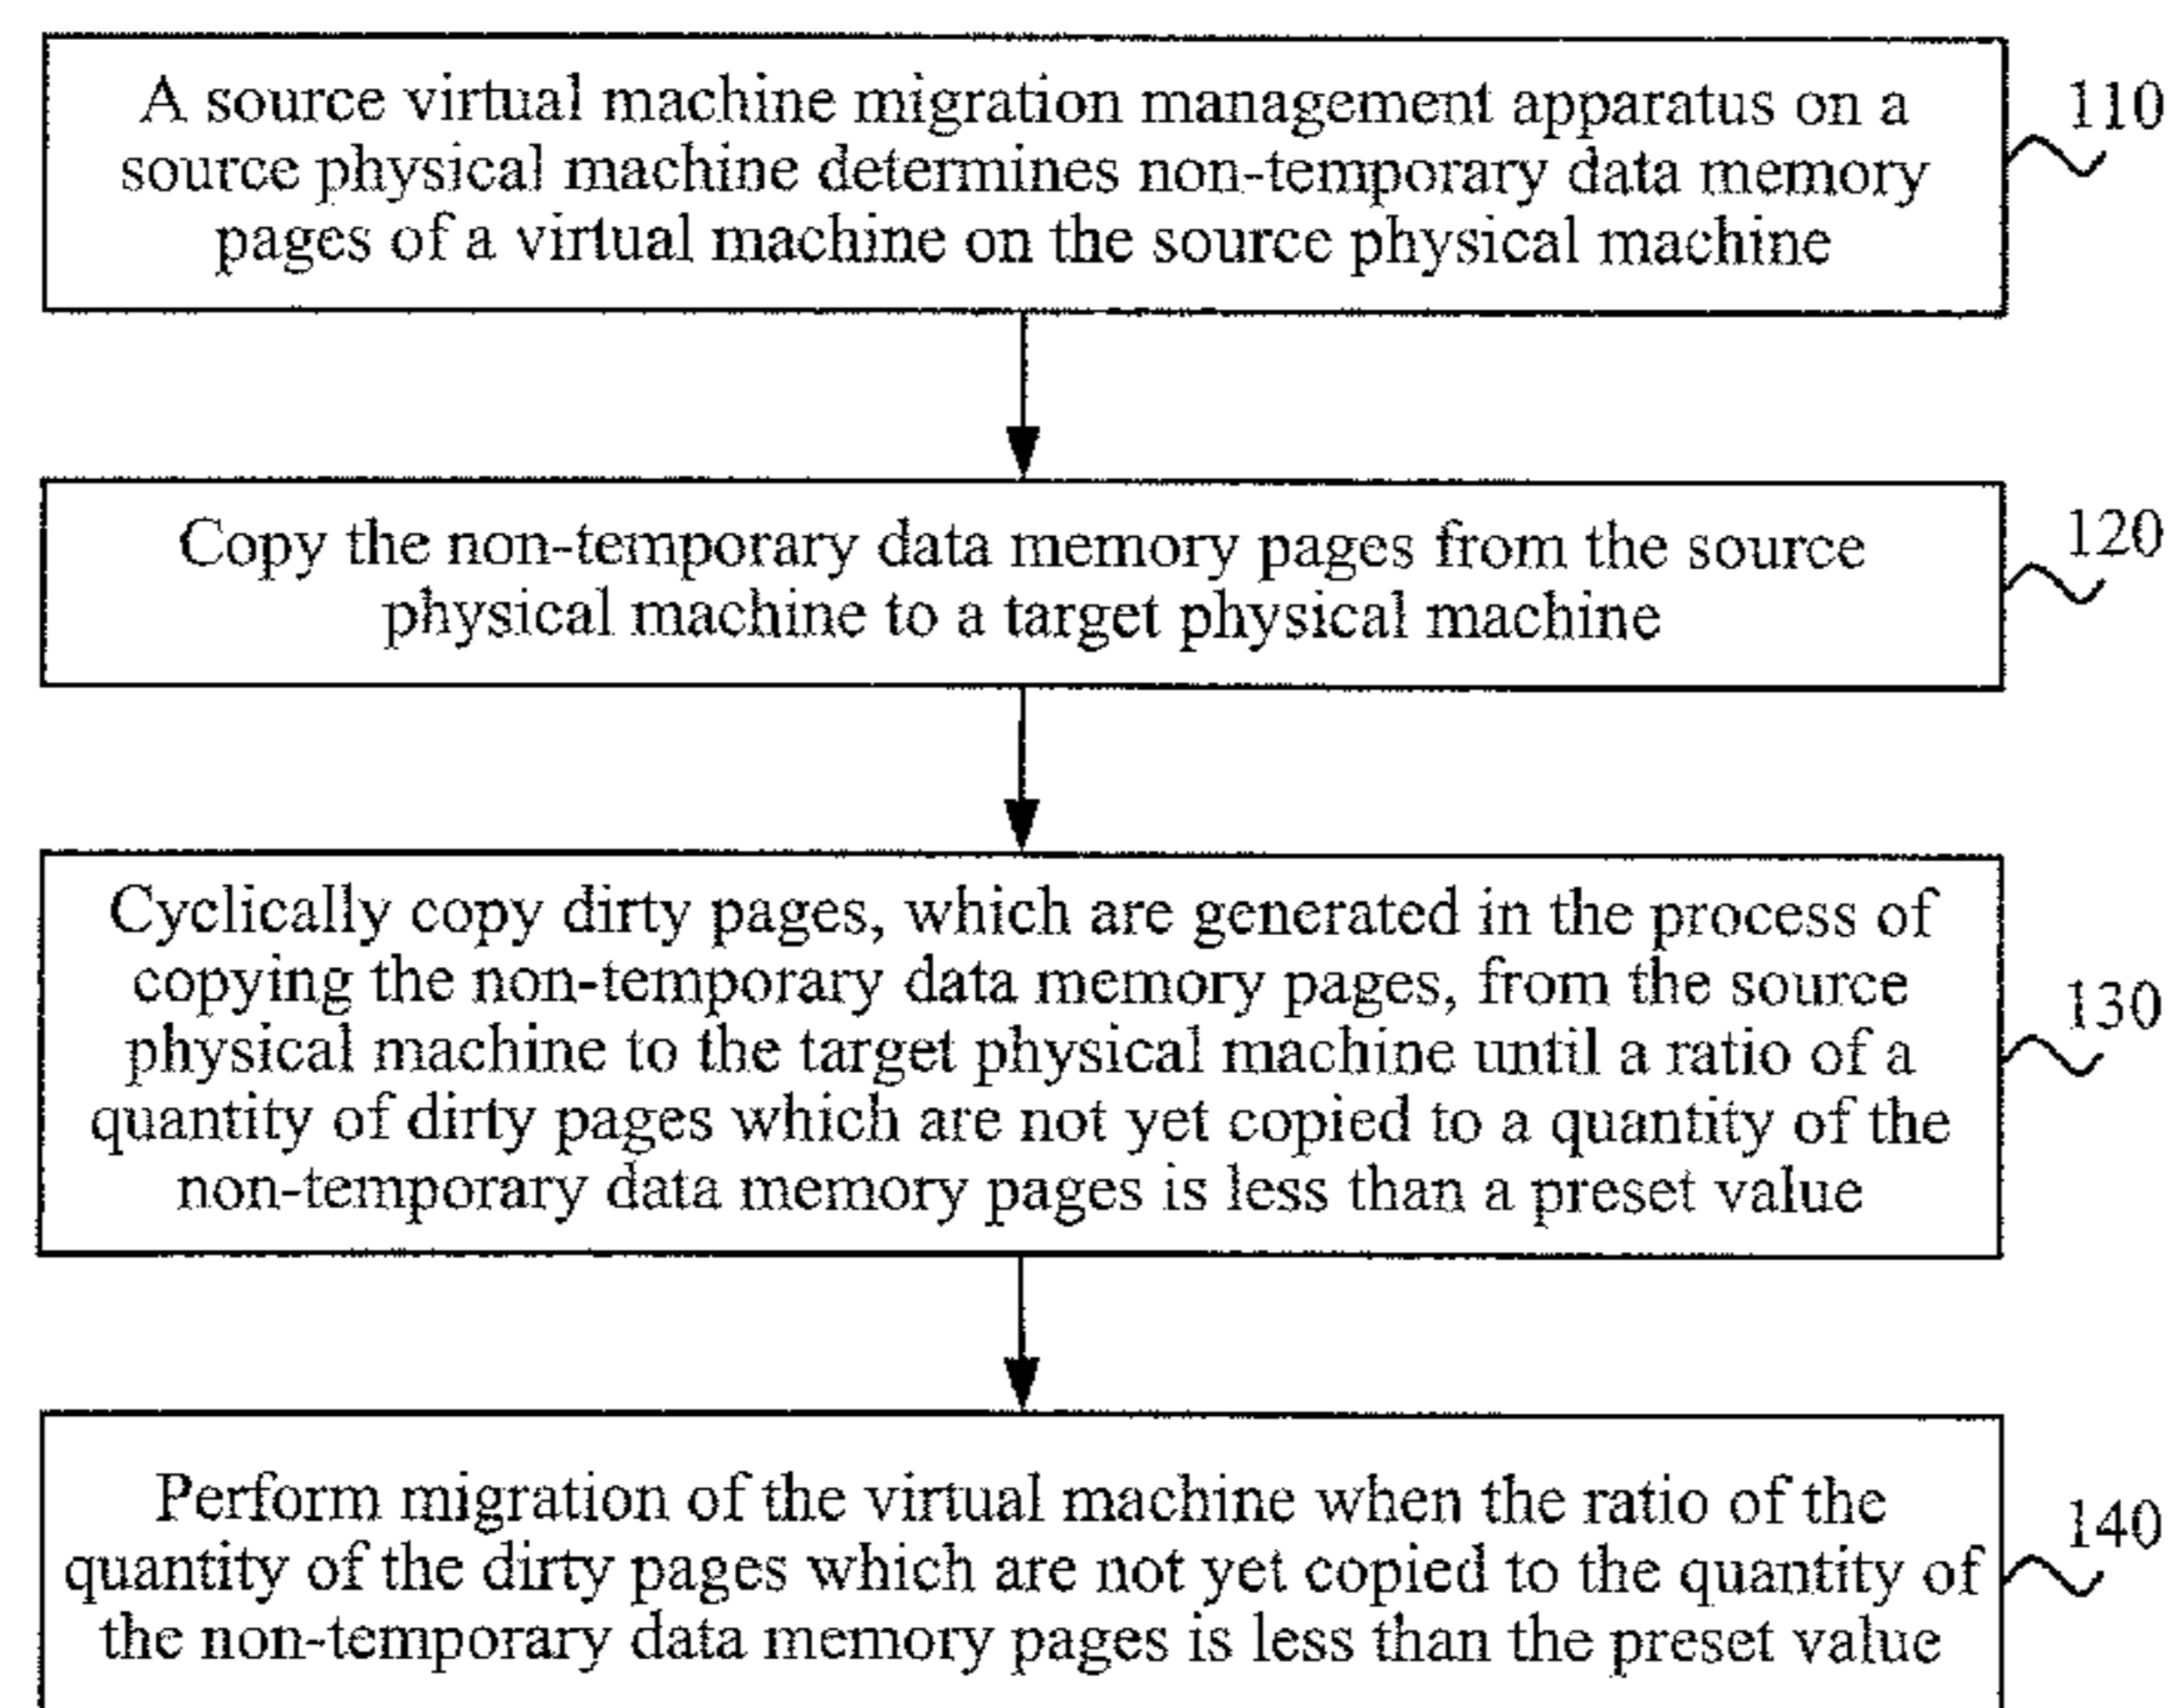 A source virtual machine migration management apparatus on a
source physical machine determines non-temporary data memory
pages of a virtual machine on the source physical machine
110
Copy the non-temporary data memory pages from the source
physical machine to a target physical machine
120
Cyclically copy dirty pages, which are generated in the process of
copying the non-temporary data memory pages, from the source
physical machine to the target physical machine until a ratio of a
quantity of dirty pages which are not yet copied to a quantity of the
non-temporary data memory pages is less than a preset value
130
Perform migration of the virtual machine when the ratio of the
quantity of the dirty pages which are not yet copied to the quantity of
the non-temporary data memory pages is less than the preset value
140